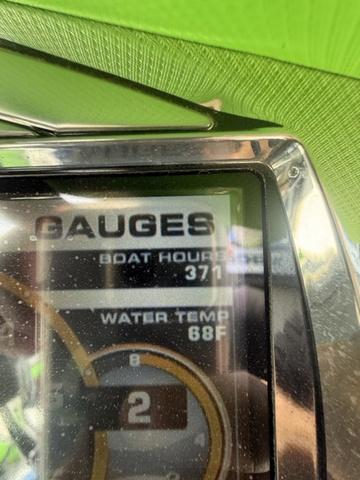 GAUGES
BOAT HOURS
371
WATER TEMP
68F
8
2
4